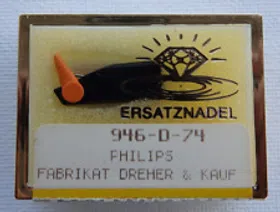 ERSATZNADEL
946-D-74
PHILIPS
FABRIKAT DREHER & KAUF